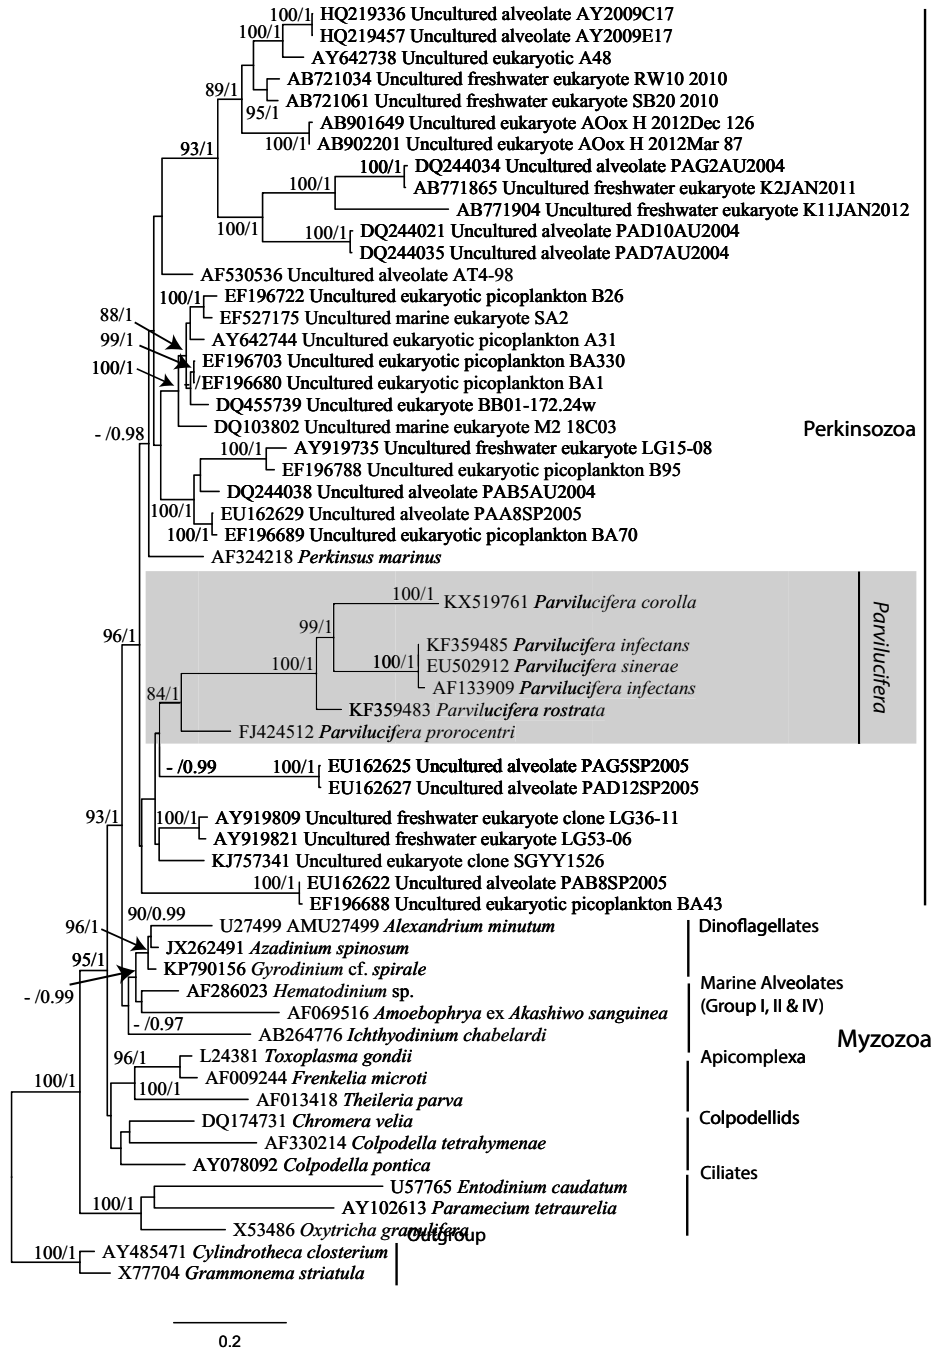 100/1 HQ219336 Uncultured alveolate AY2009C17
100/1 HQ219457 Uncultured alveolate AY2009E17
AY642738 Uncultured eukaryotic A48
89/1 AB721034 Uncultured freshwater eukaryote RW10 2010
95/1 AB721061 Uncultured freshwater eukaryote SB20 2010
AB901649 Uncultured eukaryote AOox H 2012Dec 126
93/1 100/1 AB902201 Uncultured eukaryote AOox H 2012Mar 87
100/1 DQ244034 Uncultured alveolate PAG2AU2004
100/1 AB771865 Uncultured freshwater eukaryote K2JAN2011
AB771904 Uncultured freshwater eukaryote K11JAN2012
100/1 100/1 DQ244021 Uncultured alveolate PAD10AU2004
DQ244035 Uncultured alveolate PAD7AU2004
AF530536 Uncultured alveolate AT4-98
100/1 EF196722 Uncultured eukaryotic picoplankton B26
88/1 EF527175 Uncultured marine eukaryote SA2
99/1 AY642744 Uncultured eukaryotic picoplankton A31
100/1 EF196703 Uncultured eukaryotic picoplankton BA330
EF196680 Uncultured eukaryotic picoplankton BA1
DQ455739 Uncultured eukaryote BB01-172.24w
- /0.98 DQ103802 Uncultured marine eukaryote M2 18C03
Perkinsozoa
100/1 AY919735 Uncultured freshwater eukaryote LG15-08
EF196788 Uncultured eukaryotic picoplankton B95
DQ244038 Uncultured alveolate PAB5AU2004
100/1 EU162629 Uncultured alveolate PAA8SP2005
100/1 EF196689 Uncultured eukaryotic picoplankton BA70
AF324218 Perkinsus marinus
100/1 KX519761 Parvilucifera corolla
96/1 99/1 KF359485 Parvilucifera infectans
100/1 100/1 EU502912 Parvilucifera sinerae
AF133909 Parvilucifera infectans
84/1 KF359483 Parvilucifera rostrata
FJ424512 Parvilucifera prorocentri
Parvilucifera
- /0.99 100/1 EU162625 Uncultured alveolate PAG5SP2005
EU162627 Uncultured alveolate PAD12SP2005
93/1 100/1 AY919809 Uncultured freshwater eukaryote clone LG36-11
AY919821 Uncultured freshwater eukaryote LG53-06
KJ757341 Uncultured eukaryote clone SGYY1526
100/1 EU162622 Uncultured alveolate PAB8SP2005
EF196688 Uncultured eukaryotic picoplankton BA43
96/1 90/0.99 U27499 AMU27499 Alexandrium minutum
Dinoflagellates
JX262491 Azadinium spinosum
95/1 KP790156 Gyrodinium cf. spirale
- /0.99 AF286023 Hematodinium sp.
Marine Alveolates
(Group I, II & IV)
AF069516 Amoebophrya ex Akashiwo sanguinea
- /0.97 AB264776 Ichthyodinium chabelardi
Myzozoa
96/1 L24381 Toxoplasma gondii
Apicomplexa
100/1 100/1 AF009244 Frenkelia microti
AF013418 Theileria parva
DQ174731 Chromera velia
Colpodellids
AF330214 Colpodella tetrahymenae
AY078092 Colpodella pontica
Ciliates
U57765 Entodinium caudatum
100/1 AY102613 Paramecium tetraurelia
X53486 Oxytricha granulifera
Outgroup
100/1 AY485471 Cylindrotheca closterium
X77704 Grammonema striatula
0.2